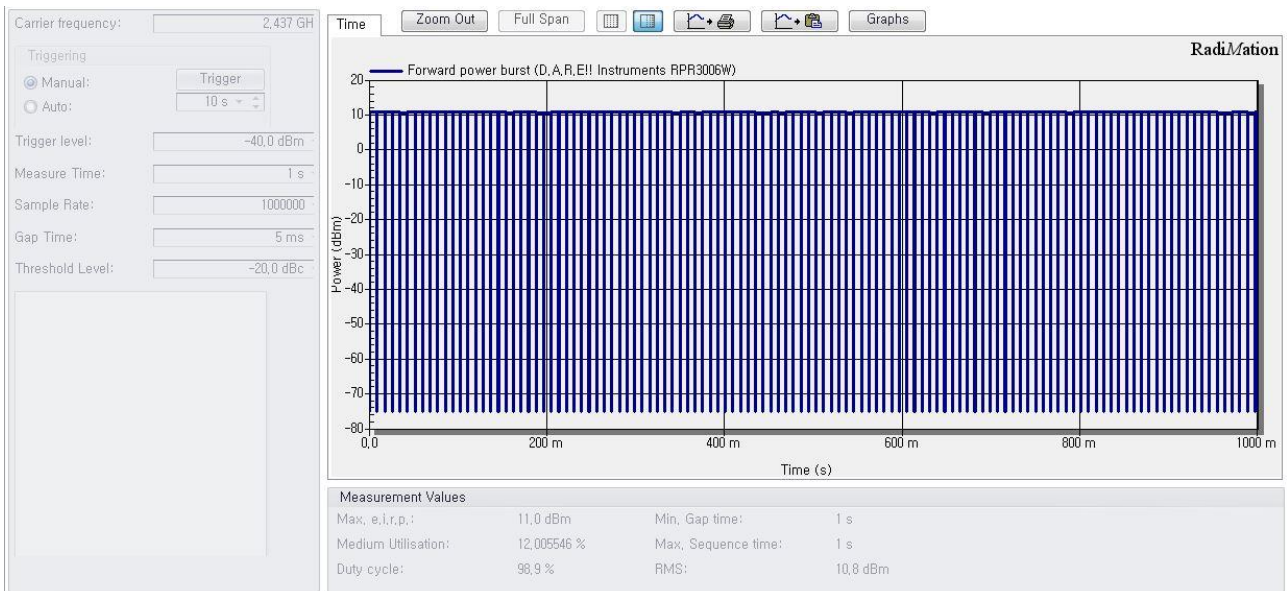 Carrier frequency: 2,437 GH
Triggering
Manual: Trigger
Auto: 10 s
Trigger level: -40,0 dBm
Measure Time: 1 s
Sample Rate: 1000000
Gap Time: 5 ms
Threshold Level: -20,0 dBc
Time Zoom Out Full Span Graphs
RadiMation
Forward power burst (D,A,R,E!! Instruments RPR3006W)
Power (dBm)
20
10
0
-10
-20
-30
-40
-50
-60
-70
-80
0,0 200 m 400 m 600 m 800 m 1000 m
Time (s)
Measurement Values
Max, e,i,r,p,: 11,0 dBm Min, Gap time: 1 s
Medium Utilisation: 12,005546 % Max, Sequence time: 1 s
Duty cycle: 98,9 % RMS: 10,8 dBm